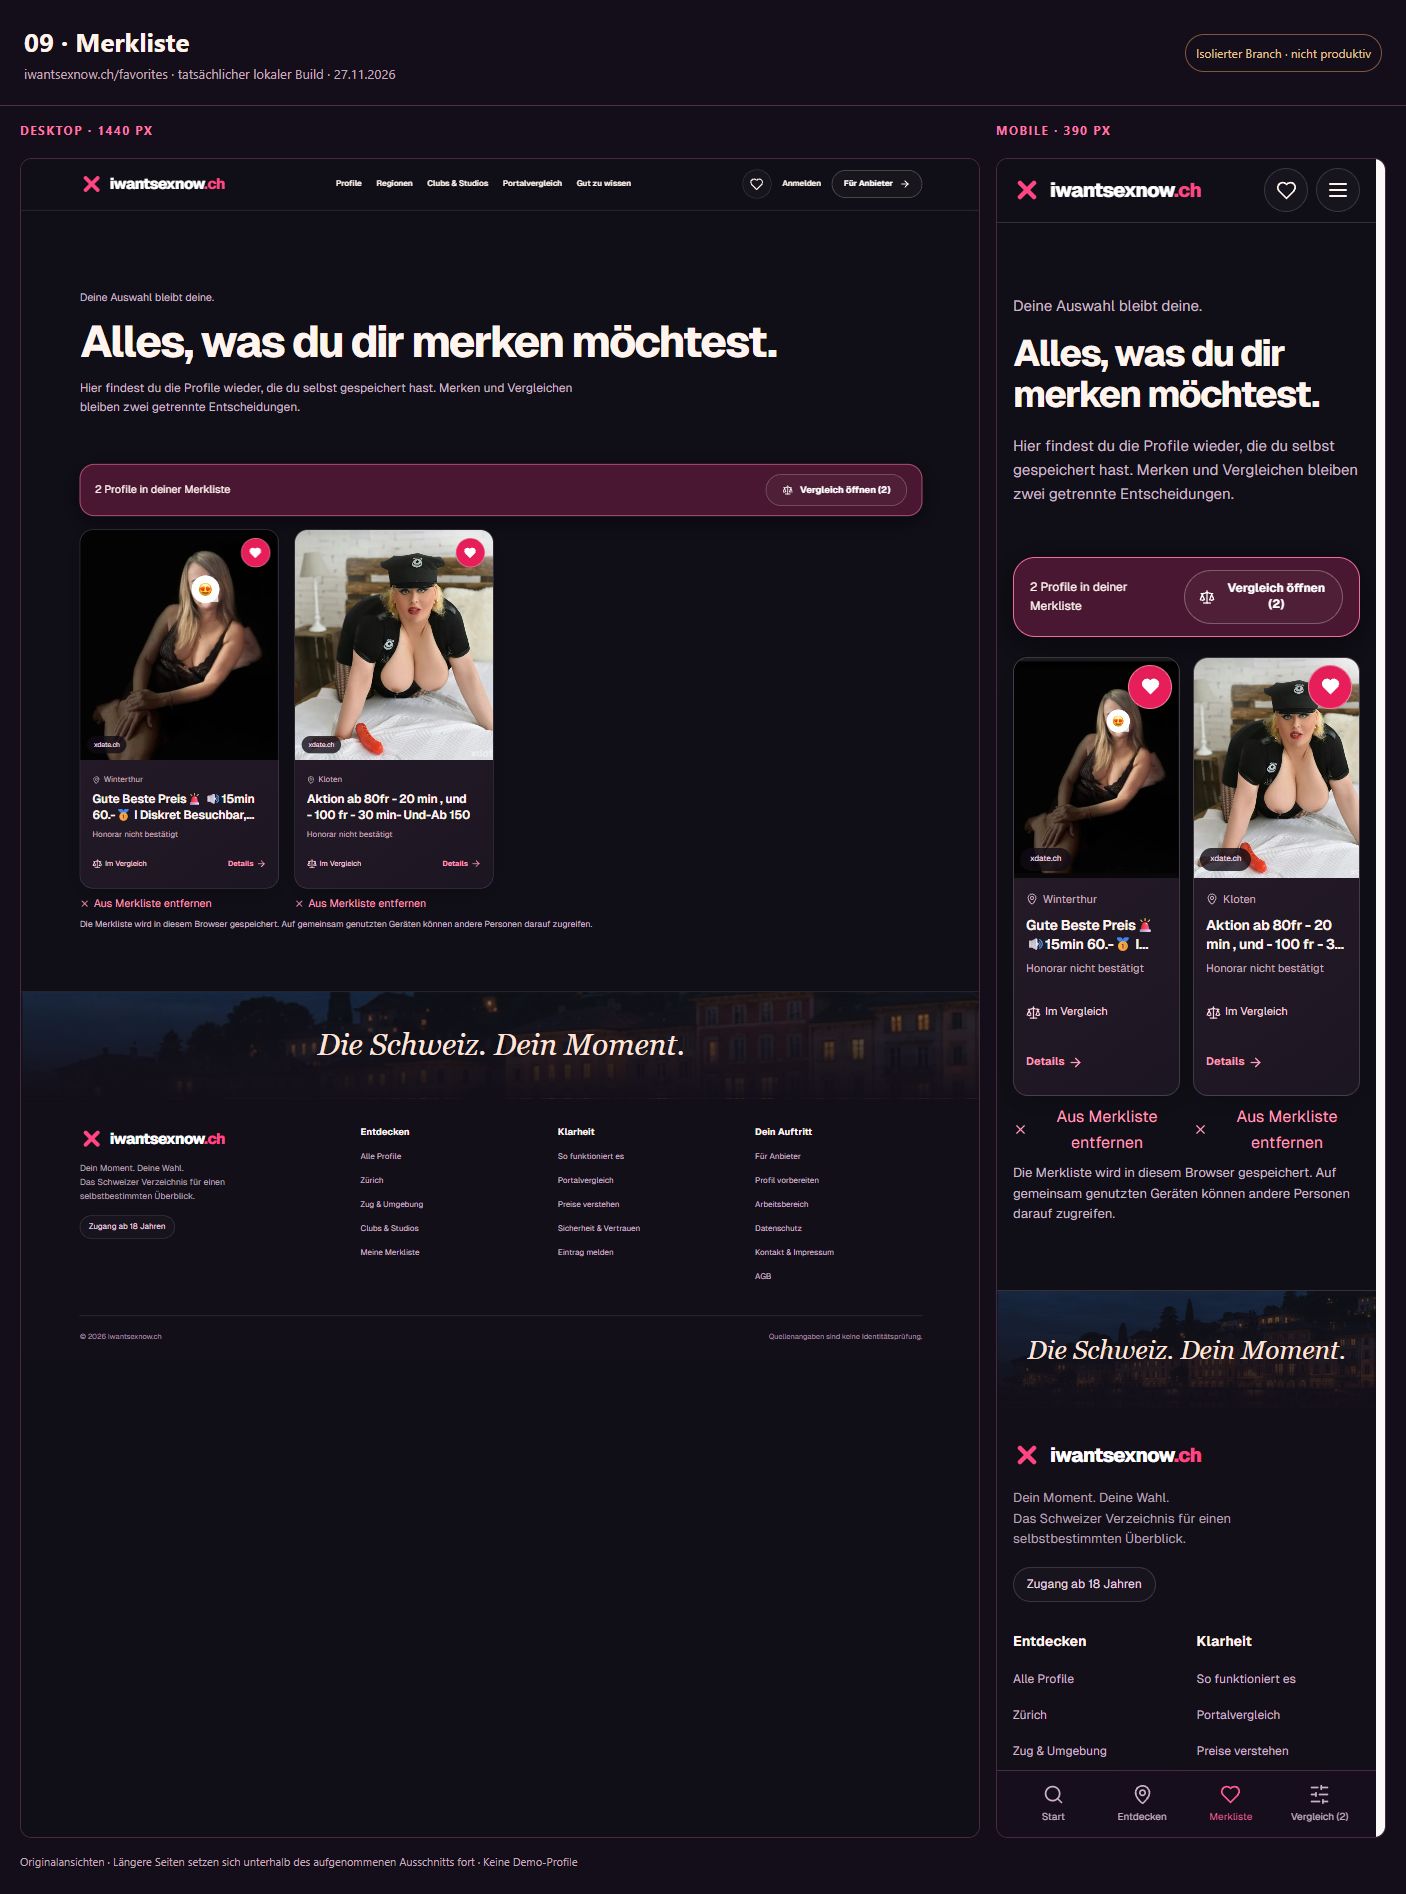 09 · Merkliste
iwantsexnow.ch/favorites · tatsächlicher lokaler Build · 27.11.2026
Isolierter Branch · nicht produktiv
DESKTOP · 1440 PX
iwantsexnow.ch
Profile Regionen Clubs & Studios Portalvergleich Gut zu wissen
Anmelden Für Anbieter →
Deine Auswahl bleibt deine.
Alles, was du dir merken möchtest.
Hier findest du die Profile wieder, die du selbst gespeichert hast. Merken und Vergleichen
bleiben zwei getrennte Entscheidungen.
2 Profile in deiner Merkliste
Vergleich öffnen (2)
xdate.ch
Winterthur
Gute Beste Preis🚨 🔊15min
60.-🥇 | Diskret Besuchbar,...
Honorar nicht bestätigt
Im Vergleich Details →
× Aus Merkliste entfernen
xdate.ch
Kloten
Aktion ab 80fr - 20 min , und
- 100 fr - 30 min- Und-Ab 150
Honorar nicht bestätigt
Im Vergleich Details →
× Aus Merkliste entfernen
Die Merkliste wird in diesem Browser gespeichert. Auf gemeinsam genutzten Geräten können andere Personen darauf zugreifen.
Die Schweiz. Dein Moment.
iwantsexnow.ch
Dein Moment. Deine Wahl.
Das Schweizer Verzeichnis für einen
selbstbestimmten Überblick.
Zugang ab 18 Jahren
Entdecken
Alle Profile
Zürich
Zug & Umgebung
Clubs & Studios
Meine Merkliste
Klarheit
So funktioniert es
Portalvergleich
Preise verstehen
Sicherheit & Vertrauen
Eintrag melden
Dein Auftritt
Für Anbieter
Profil vorbereiten
Arbeitsbereich
Datenschutz
Kontakt & Impressum
AGB
© 2026 iwantsexnow.ch
Quellenangaben sind keine Identitätsprüfung.
MOBILE · 390 PX
iwantsexnow.ch
Deine Auswahl bleibt deine.
Alles, was du dir
merken möchtest.
Hier findest du die Profile wieder, die du selbst
gespeichert hast. Merken und Vergleichen bleiben
zwei getrennte Entscheidungen.
2 Profile in deiner
Merkliste
Vergleich öffnen
(2)
xdate.ch
Winterthur
Gute Beste Preis🚨
🔊15min 60.-🥇 |...
Honorar nicht bestätigt
Im Vergleich
Details →
× Aus Merkliste
entfernen
xdate.ch
Kloten
Aktion ab 80fr - 20
min , und - 100 fr - 3...
Honorar nicht bestätigt
Im Vergleich
Details →
× Aus Merkliste
entfernen
Die Merkliste wird in diesem Browser gespeichert. Auf
gemeinsam genutzten Geräten können andere Personen
darauf zugreifen.
Die Schweiz. Dein Moment.
iwantsexnow.ch
Dein Moment. Deine Wahl.
Das Schweizer Verzeichnis für einen
selbstbestimmten Überblick.
Zugang ab 18 Jahren
Entdecken
Alle Profile
Zürich
Zug & Umgebung
Klarheit
So funktioniert es
Portalvergleich
Preise verstehen
Start Entdecken Merkliste Vergleich (2)
Originalansichten · Längere Seiten setzen sich unterhalb des aufgenommenen Ausschnitts fort · Keine Demo-Profile